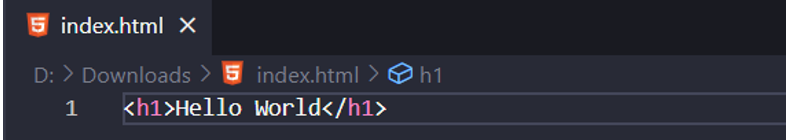 index.html
D: > Downloads > index.html > h1
1 <h1>Hello World</h1>